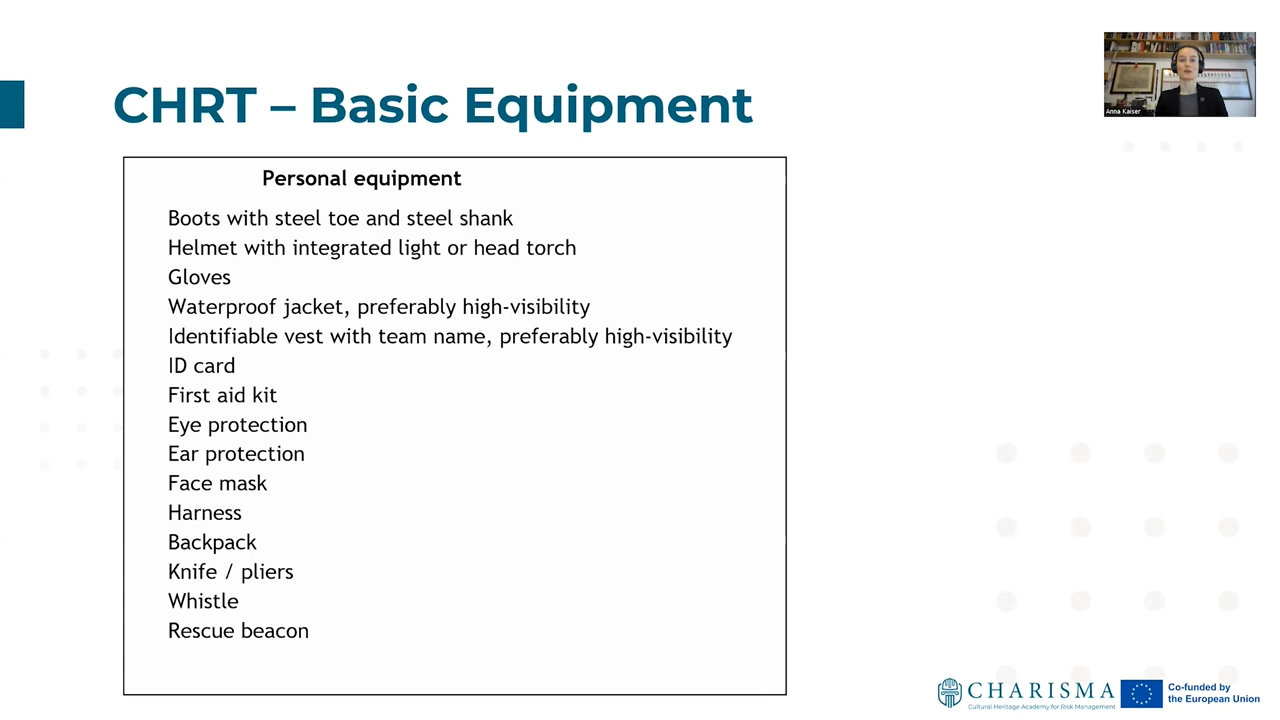 CHRT – Basic Equipment
Personal equipment
Boots with steel toe and steel shank
Helmet with integrated light or head torch
Gloves
Waterproof jacket, preferably high-visibility
Identifiable vest with team name, preferably high-visibility
ID card
First aid kit
Eye protection
Ear protection
Face mask
Harness
Backpack
Knife / pliers
Whistle
Rescue beacon
Anna Kaiser
CHARISMA
Cultural Heritage Academy for Risk Management
Co-funded by
the European Union